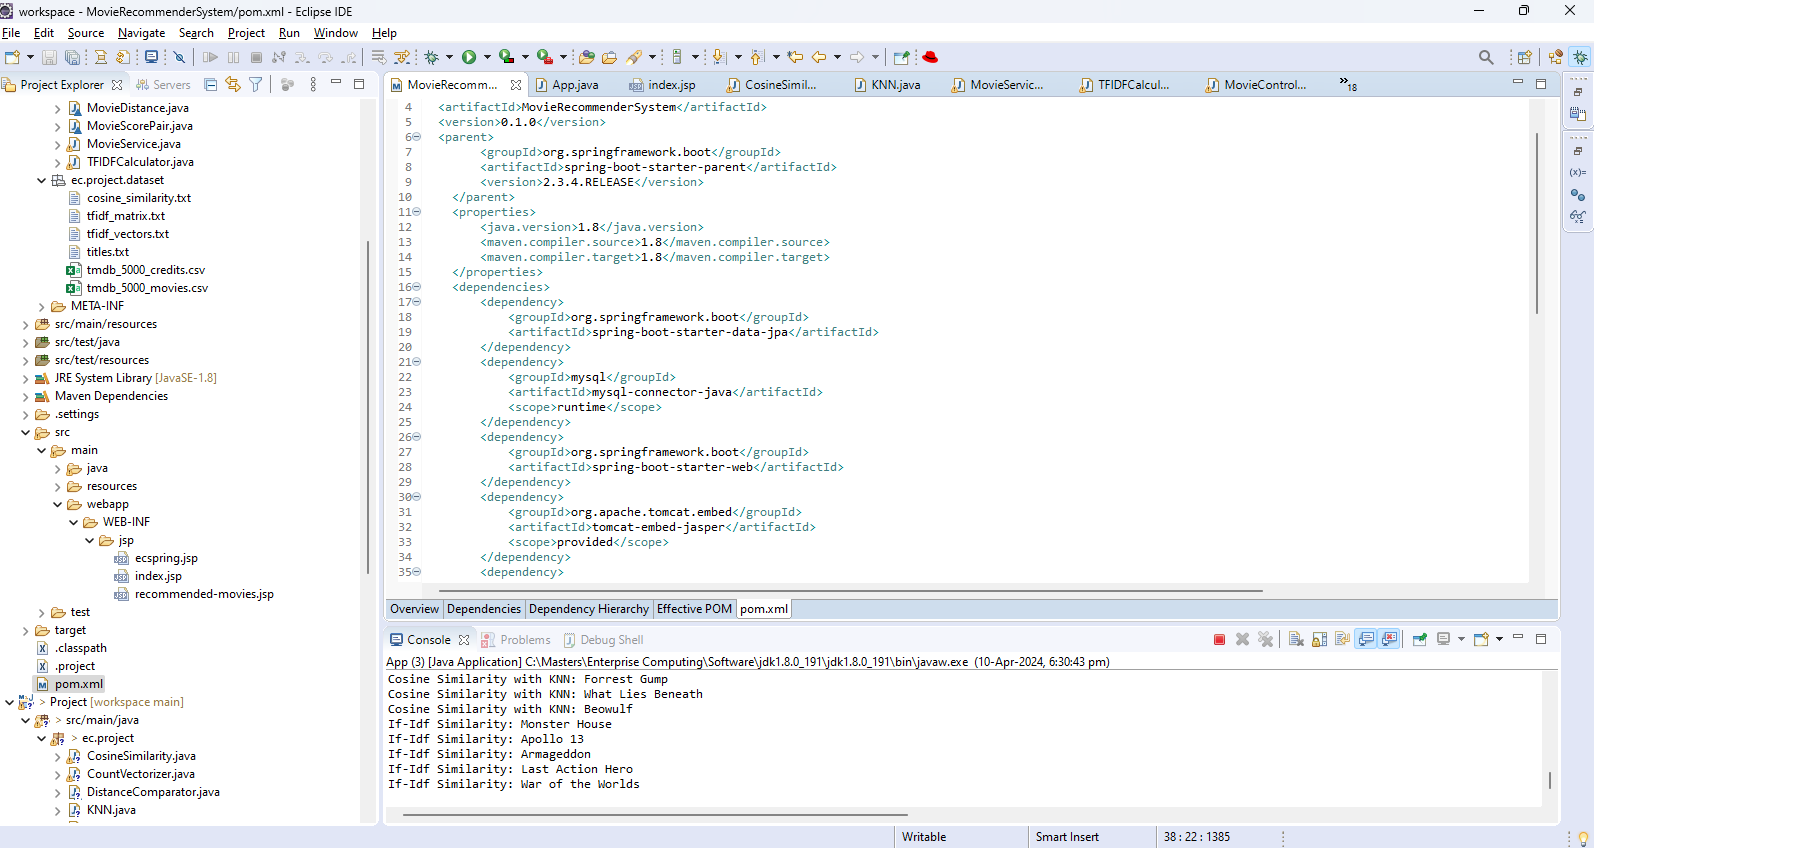 workspace - MovieRecommenderSystem/pom.xml - Eclipse IDE
File Edit Source Navigate Search Project Run Window Help
Project Explorer Servers
MovieDistance.java
MovieScorePair.java
MovieService.java
TFIDFCalculator.java
ec.project.dataset
cosine_similarity.txt
tfidf_matrix.txt
tfidf_vectors.txt
titles.txt
tmdb_5000_credits.csv
tmdb_5000_movies.csv
META-INF
src/main/resources
src/test/java
src/test/resources
JRE System Library [JavaSE-1.8]
Maven Dependencies
.settings
src
main
java
resources
webapp
WEB-INF
jsp
ecspring.jsp
index.jsp
recommended-movies.jsp
test
target
.classpath
.project
pom.xml
> Project [workspace main]
> src/main/java
> ec.project
CosineSimilarity.java
CountVectorizer.java
DistanceComparator.java
KNN.java
MovieRecomm... App.java index.jsp CosineSimil... KNN.java MovieServic... TFIDFCalcul... MovieControl... »18
4 <artifactId>MovieRecommenderSystem</artifactId>
5 <version>0.1.0</version>
6 <parent>
7 <groupId>org.springframework.boot</groupId>
8 <artifactId>spring-boot-starter-parent</artifactId>
9 <version>2.3.4.RELEASE</version>
10 </parent>
11 <properties>
12 <java.version>1.8</java.version>
13 <maven.compiler.source>1.8</maven.compiler.source>
14 <maven.compiler.target>1.8</maven.compiler.target>
15 </properties>
16 <dependencies>
17 <dependency>
18 <groupId>org.springframework.boot</groupId>
19 <artifactId>spring-boot-starter-data-jpa</artifactId>
20 </dependency>
21 <dependency>
22 <groupId>mysql</groupId>
23 <artifactId>mysql-connector-java</artifactId>
24 <scope>runtime</scope>
25 </dependency>
26 <dependency>
27 <groupId>org.springframework.boot</groupId>
28 <artifactId>spring-boot-starter-web</artifactId>
29 </dependency>
30 <dependency>
31 <groupId>org.apache.tomcat.embed</groupId>
32 <artifactId>tomcat-embed-jasper</artifactId>
33 <scope>provided</scope>
34 </dependency>
35 <dependency>
Overview Dependencies Dependency Hierarchy Effective POM pom.xml
Console Problems Debug Shell
App (3) [Java Application] C:\Masters\Enterprise Computing\Software\jdk1.8.0_191\jdk1.8.0_191\bin\javaw.exe (10-Apr-2024, 6:30:43 pm)
Cosine Similarity with KNN: Forrest Gump
Cosine Similarity with KNN: What Lies Beneath
Cosine Similarity with KNN: Beowulf
If-Idf Similarity: Monster House
If-Idf Similarity: Apollo 13
If-Idf Similarity: Armageddon
If-Idf Similarity: Last Action Hero
If-Idf Similarity: War of the Worlds
Writable Smart Insert 38 : 22 : 1385